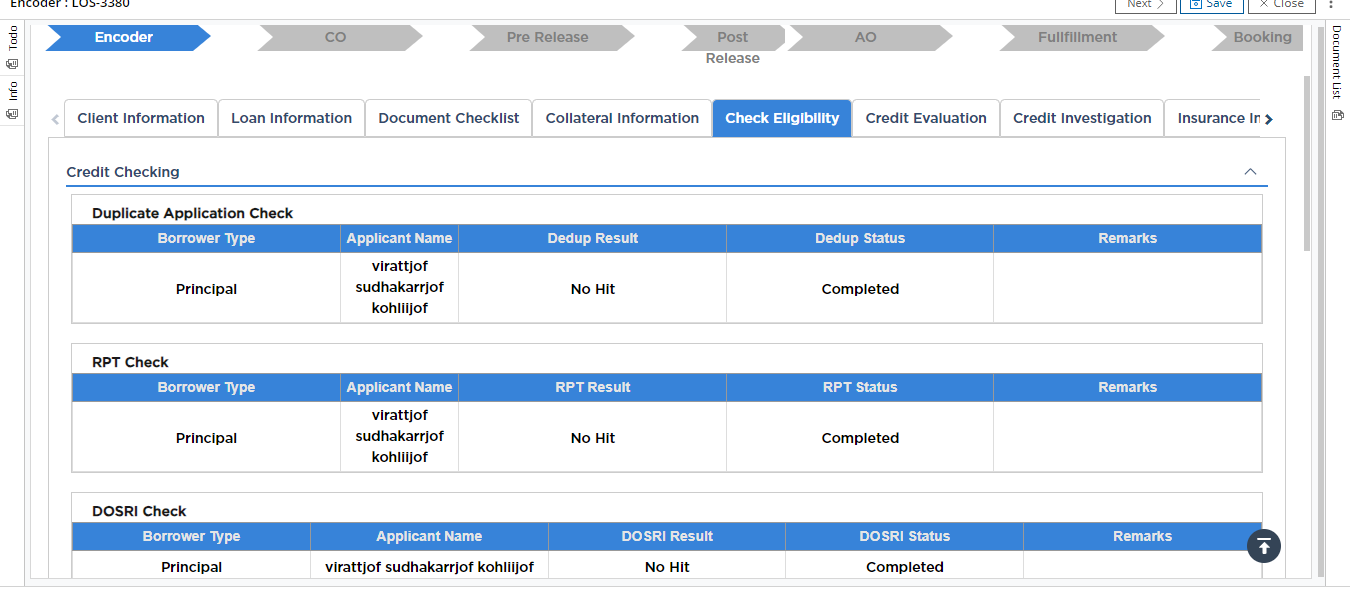 Encoder : LOS-3380
Next
Save
Close
Todo
Info
Document List
Encoder
CO
Pre Release
Post
Release
AO
Fullfillment
Booking
Client Information
Loan Information
Document Checklist
Collateral Information
Check Eligibility
Credit Evaluation
Credit Investigation
Insurance In
Credit Checking
Duplicate Application Check
Borrower Type Applicant Name Dedup Result Dedup Status Remarks
virattjof
sudhakarrjof
kohliijof
Principal No Hit Completed
RPT Check
Borrower Type Applicant Name RPT Result RPT Status Remarks
virattjof
sudhakarrjof
kohliijof
Principal No Hit Completed
DOSRI Check
Borrower Type Applicant Name DOSRI Result DOSRI Status Remarks
Principal virattjof sudhakarrjof kohliijof No Hit Completed